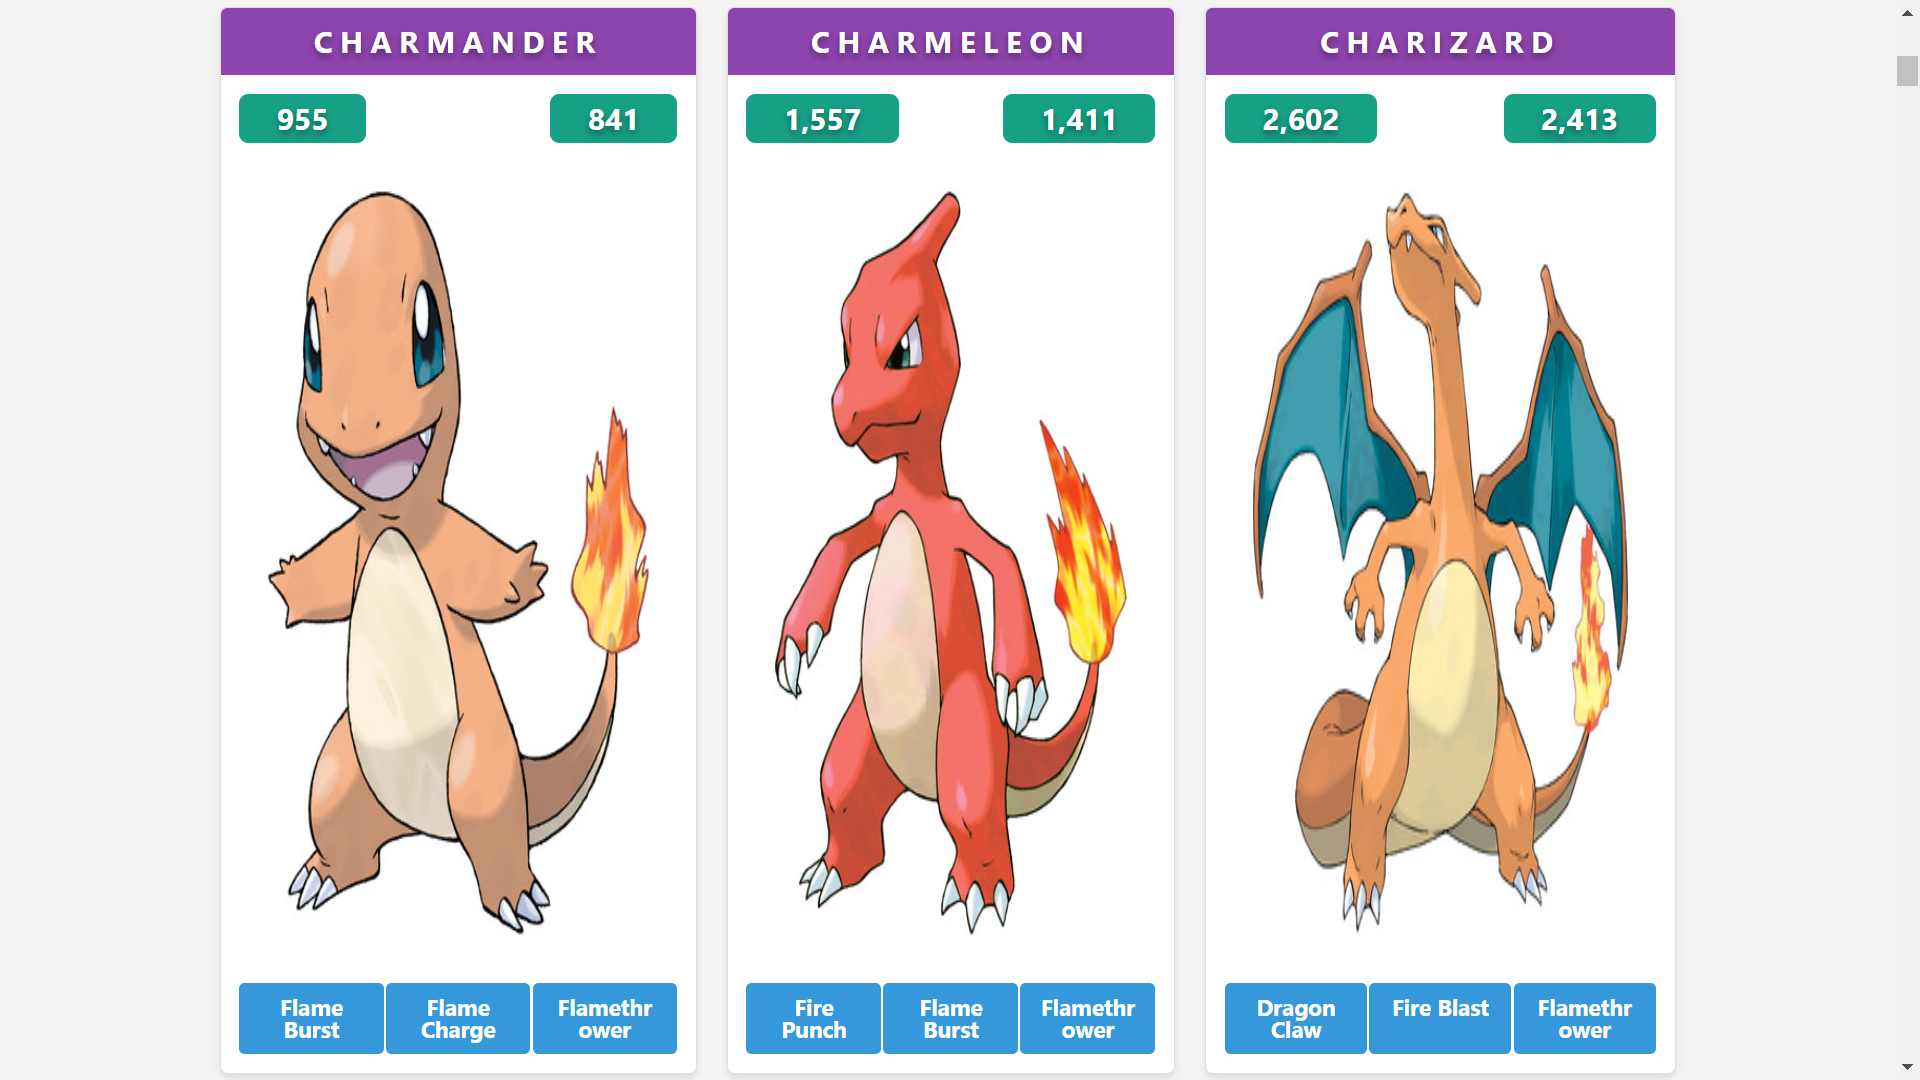 CHARMANDER
955 841
Flame
Burst
Flame
Charge
Flamethr
ower
CHARMELEON
1,557 1,411
Fire
Punch
Flame
Burst
Flamethr
ower
CHARIZARD
2,602 2,413
Dragon
Claw
Fire Blast
Flamethr
ower